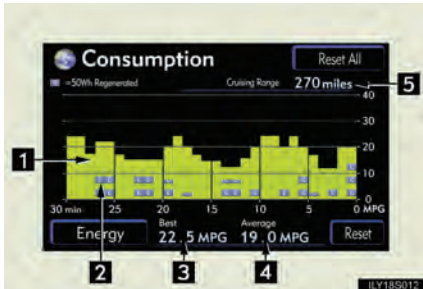 Consumption
Reset All
=50Wh Regenerated
Cruising Range 270 miles
5
40
30
1
20
10
0
30 min 25 20 15 10 5 0 MPG
Energy
Best
22.5 MPG
Average
19.0 MPG
Reset
2
3
4
ILY18S012